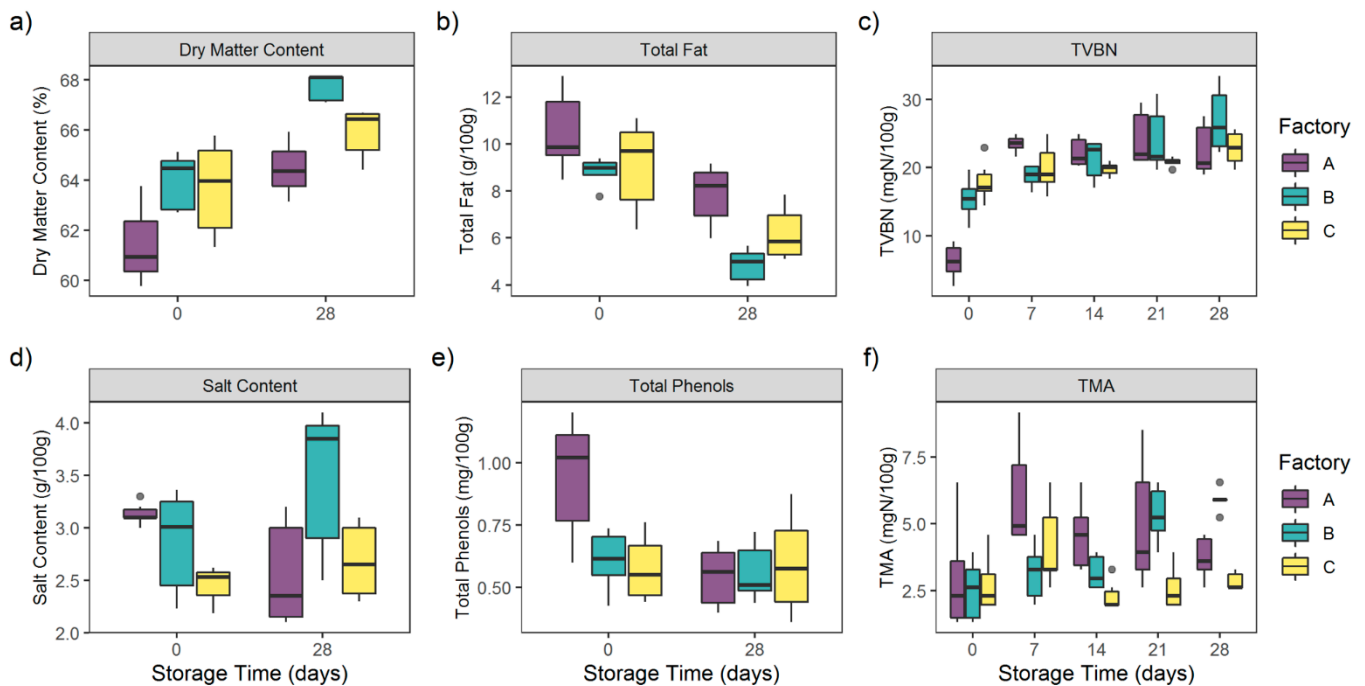 a)
Dry Matter Content
Dry Matter Content (%)
68
66
64
62
60
0
28
b)
Total Fat
Total Fat (g/100g)
12
10
8
6
4
0
28
c)
TVBN
TVBN (mgN/100g)
30
20
10
0
7
14
21
28
Factory
A
B
C
d)
Salt Content
Salt Content (g/100g)
4.0
3.5
3.0
2.5
2.0
0
28
Storage Time (days)
e)
Total Phenols
Total Phenols (mg/100g)
1.00
0.75
0.50
0
28
Storage Time (days)
f)
TMA
TMA (mgN/100g)
7.5
5.0
2.5
0
7
14
21
28
Storage Time (days)
Factory
A
B
C